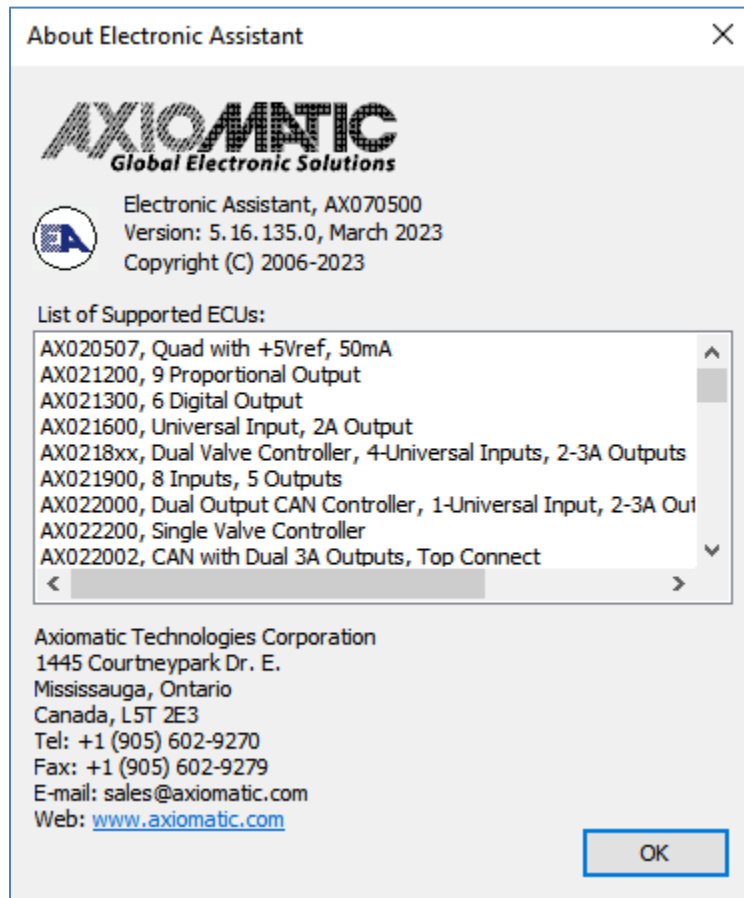 About Electronic Assistant
AXIOMATIC
Global Electronic Solutions
EA
Electronic Assistant, AX070500
Version: 5.16.135.0, March 2023
Copyright (C) 2006-2023
List of Supported ECUs:
AX020507, Quad with +5Vref, 50mA
AX021200, 9 Proportional Output
AX021300, 6 Digital Output
AX021600, Universal Input, 2A Output
AX0218xx, Dual Valve Controller, 4-Universal Inputs, 2-3A Outputs
AX021900, 8 Inputs, 5 Outputs
AX022000, Dual Output CAN Controller, 1-Universal Input, 2-3A Out
AX022200, Single Valve Controller
AX022002, CAN with Dual 3A Outputs, Top Connect
Axiomatic Technologies Corporation
1445 Courtneypark Dr. E.
Mississauga, Ontario
Canada, L5T 2E3
Tel: +1 (905) 602-9270
Fax: +1 (905) 602-9279
E-mail: sales@axiomatic.com
Web: www.axiomatic.com
OK